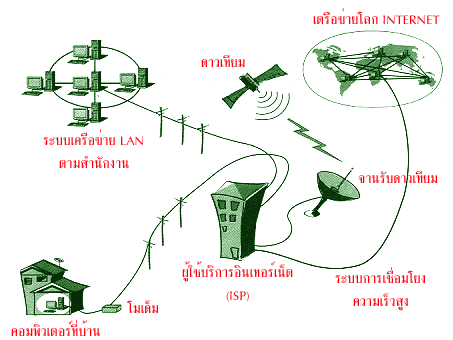 เครือข่ายโลก INTERNET
ดาวเทียม
ระบบเครือข่าย LAN
ตามสำนักงาน
จานรับดาวเทียม
ผู้ใช้บริการอินเทอร์เน็ต
(ISP)
ระบบการเชื่อมโยง
ความเร็วสูง
โมเด็ม
คอมพิวเตอร์ที่บ้าน